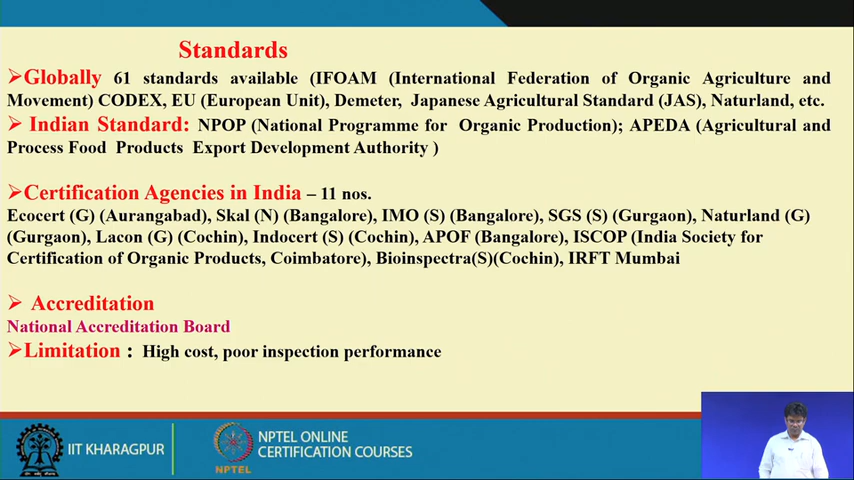 Standards
➢Globally 61 standards available (IFOAM (International Federation of Organic Agriculture and
Movement) CODEX, EU (European Unit), Demeter, Japanese Agricultural Standard (JAS), Naturland, etc.
➢ Indian Standard: NPOP (National Programme for Organic Production); APEDA (Agricultural and
Process Food Products Export Development Authority )
➢Certification Agencies in India – 11 nos.
Ecocert (G) (Aurangabad), Skal (N) (Bangalore), IMO (S) (Bangalore), SGS (S) (Gurgaon), Naturland (G)
(Gurgaon), Lacon (G) (Cochin), Indocert (S) (Cochin), APOF (Bangalore), ISCOP (India Society for
Certification of Organic Products, Coimbatore), Bioinspectra(S)(Cochin), IRFT Mumbai
➢ Accreditation
National Accreditation Board
➢Limitation : High cost, poor inspection performance
IIT KHARAGPUR
NPTEL
NPTEL ONLINE
CERTIFICATION COURSES